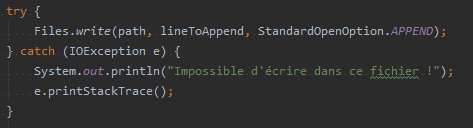 try {
    Files.write(path, lineToAppend, StandardOpenOption.APPEND);
} catch (IOException e) {
    System.out.println("Impossible d'écrire dans ce fichier !");
    e.printStackTrace();
}